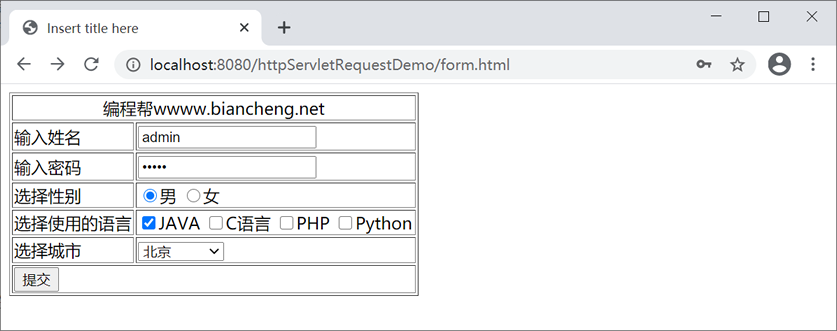 Insert title here
localhost:8080/httpServletRequestDemo/form.html
编程帮wwww.biancheng.net
输入姓名 admin
输入密码 •••••
选择性别 男 女
选择使用的语言 JAVA C语言 PHP Python
选择城市 北京
提交